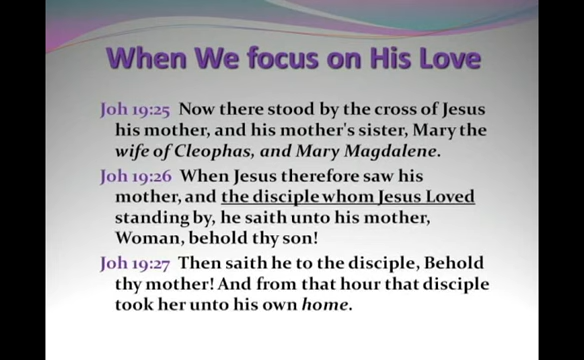 When We focus on His Love
Joh 19:25 Now there stood by the cross of Jesus
his mother, and his mother's sister, Mary the
wife of Cleophas, and Mary Magdalene.
Joh 19:26 When Jesus therefore saw his
mother, and the disciple whom Jesus Loved
standing by, he saith unto his mother,
Woman, behold thy son!
Joh 19:27 Then saith he to the disciple, Behold
thy mother! And from that hour that disciple
took her unto his own home.